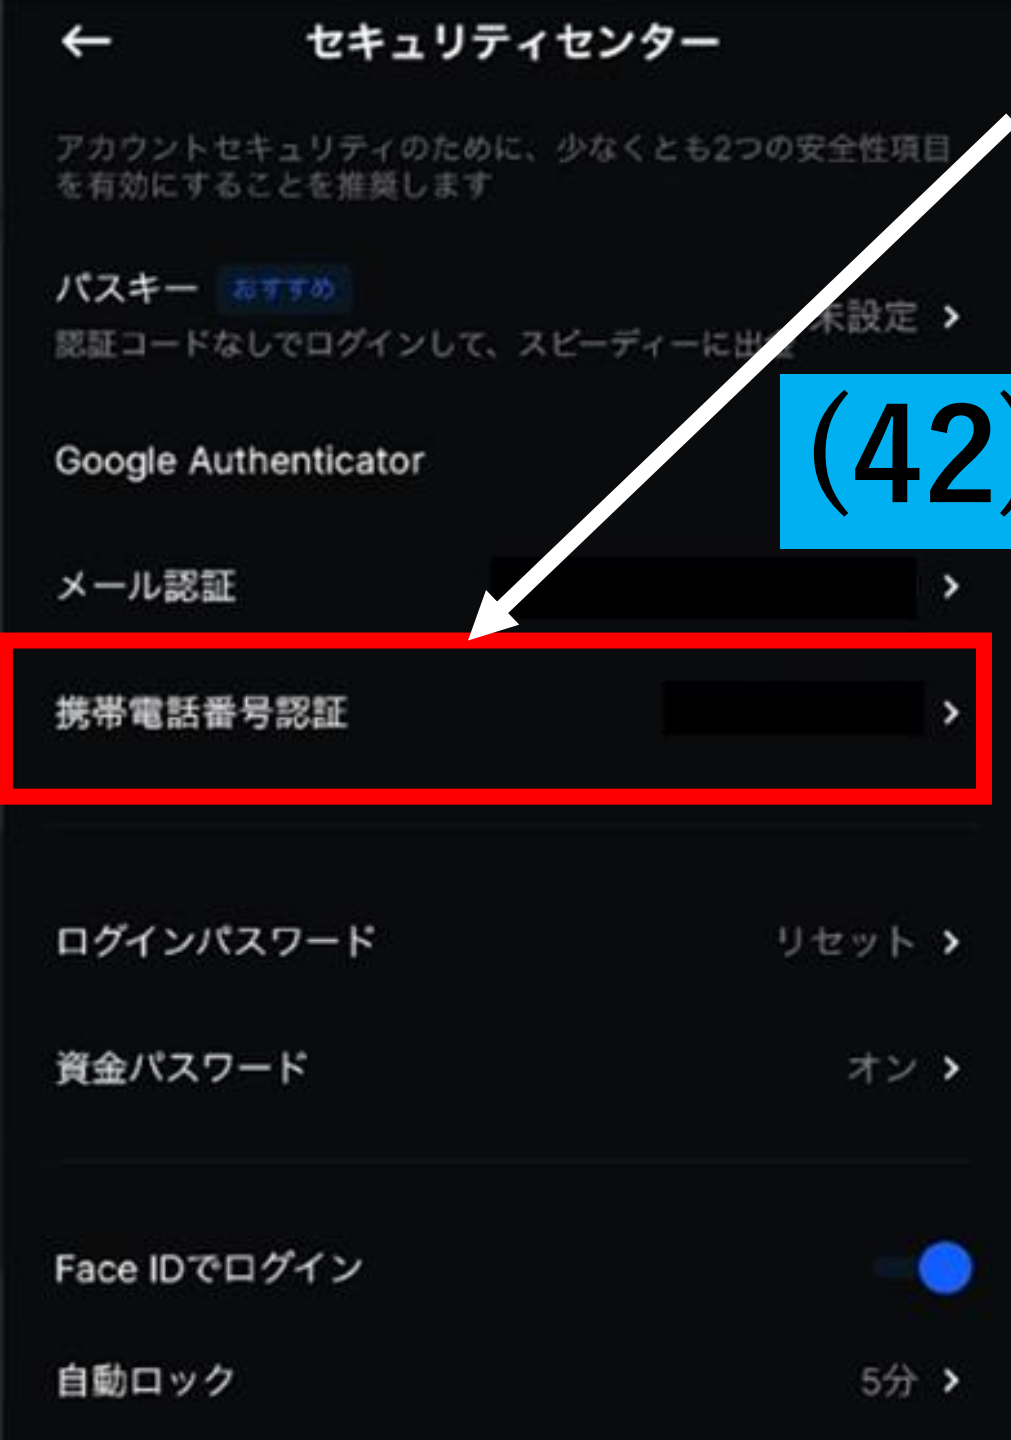 セキュリティセンター
アカウントセキュリティのために、少なくとも2つの安全性項目
を有効にすることを推奨します
パスキー おすすめ
未設定
認証コードなしでログインして、スピーディーに出
(42)
Google Authenticator
メール認証
携帯電話番号認証
ログインパスワード リセット
資金パスワード オン
Face IDでログイン
自動ロック 5分